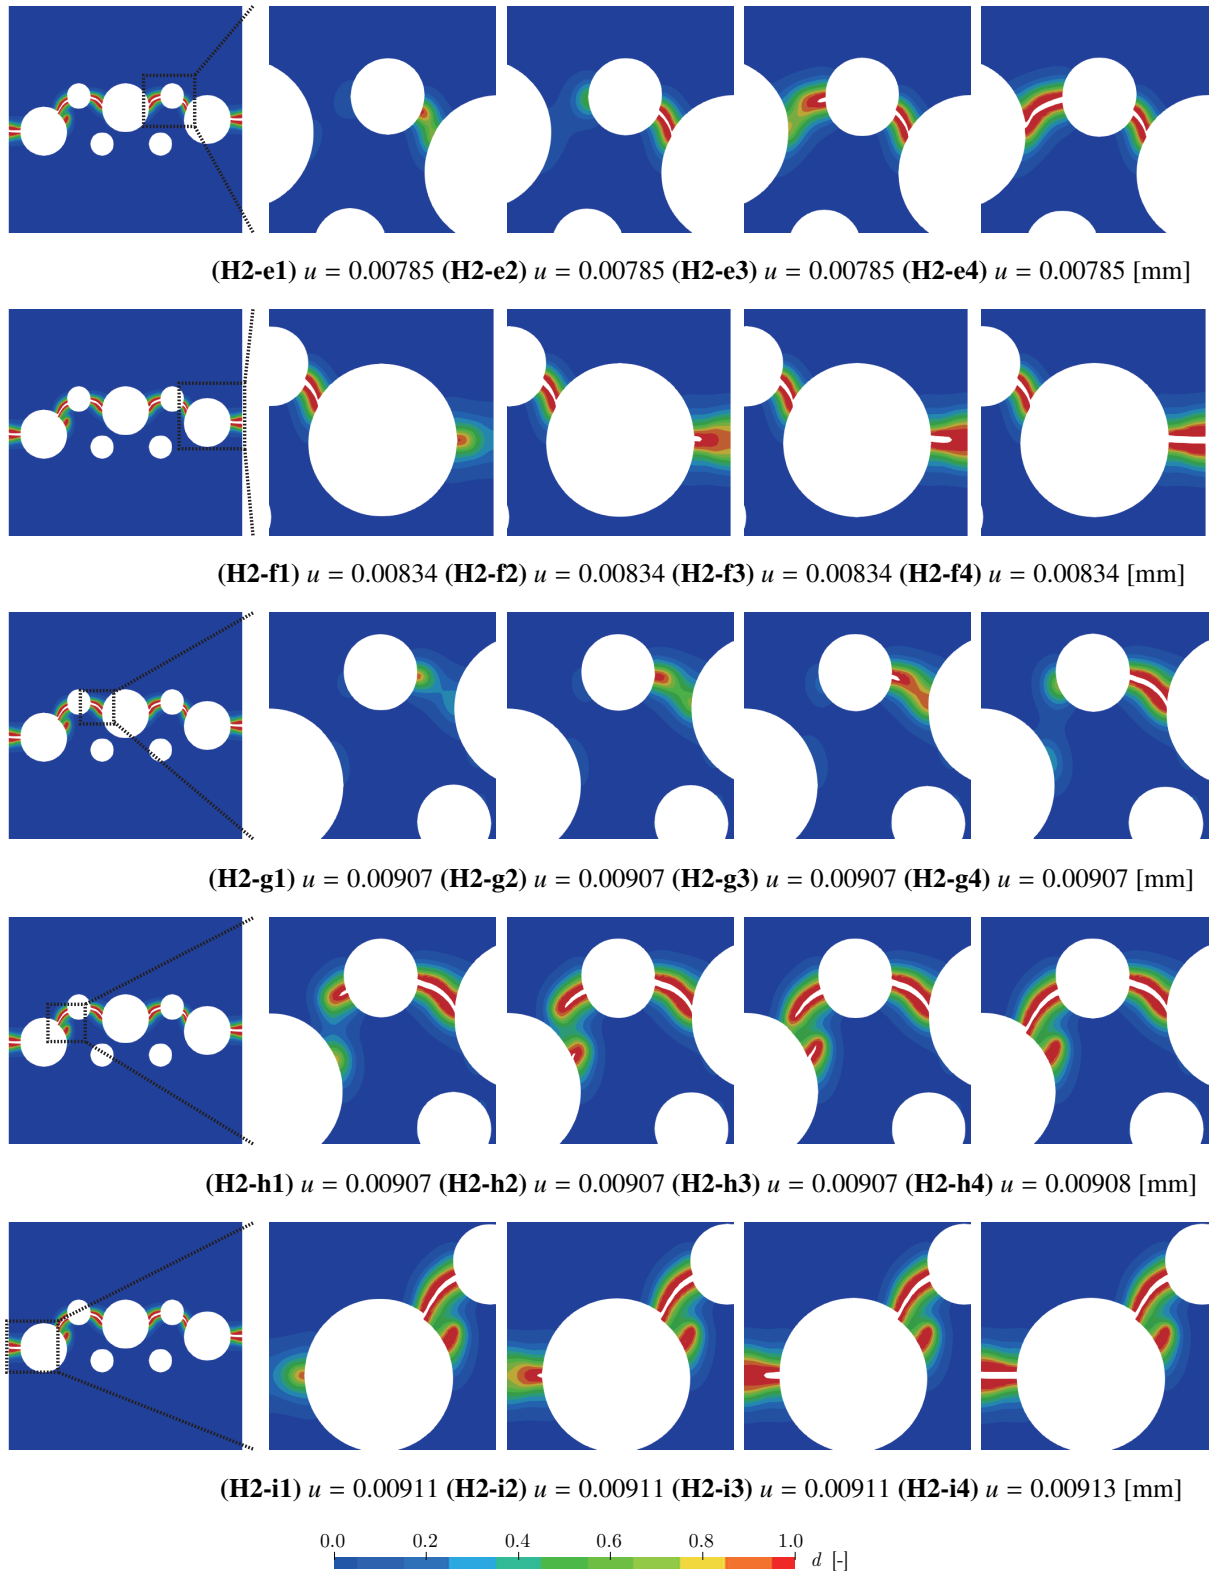 (H2-e1) u = 0.00785 (H2-e2) u = 0.00785 (H2-e3) u = 0.00785 (H2-e4) u = 0.00785 [mm]
(H2-f1) u = 0.00834 (H2-f2) u = 0.00834 (H2-f3) u = 0.00834 (H2-f4) u = 0.00834 [mm]
(H2-g1) u = 0.00907 (H2-g2) u = 0.00907 (H2-g3) u = 0.00907 (H2-g4) u = 0.00907 [mm]
(H2-h1) u = 0.00907 (H2-h2) u = 0.00907 (H2-h3) u = 0.00907 (H2-h4) u = 0.00908 [mm]
(H2-i1) u = 0.00911 (H2-i2) u = 0.00911 (H2-i3) u = 0.00911 (H2-i4) u = 0.00913 [mm]
0.0 0.2 0.4 0.6 0.8 1.0
d [-]